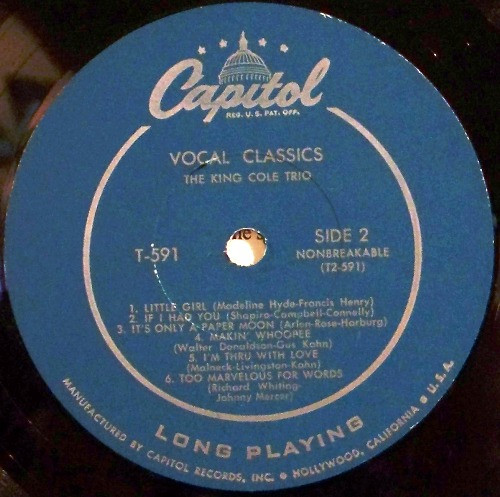 Capitol
REG. U.S. PAT. OFF.
VOCAL CLASSICS
THE KING COLE TRIO
T-591
SIDE 2
NONBREAKABLE
(T2-591)
1. LITTLE GIRL (Madeline Hyde-Francis Henry)
2. IF I HAD YOU (Shapiro-Campbell-Connelly)
3. IT'S ONLY A PAPER MOON (Arlen-Rose-Harburg)
4. MAKIN' WHOOPEE
(Walter Donaldson-Gus Kahn)
5. I'M THRU WITH LOVE
(Malneck-Livingston-Kahn)
6. TOO MARVELOUS FOR WORDS
(Richard Whiting-
Johnny Mercer)
LONG PLAYING
MANUFACTURED BY CAPITOL RECORDS, INC. • HOLLYWOOD, CALIFORNIA • U.S.A.